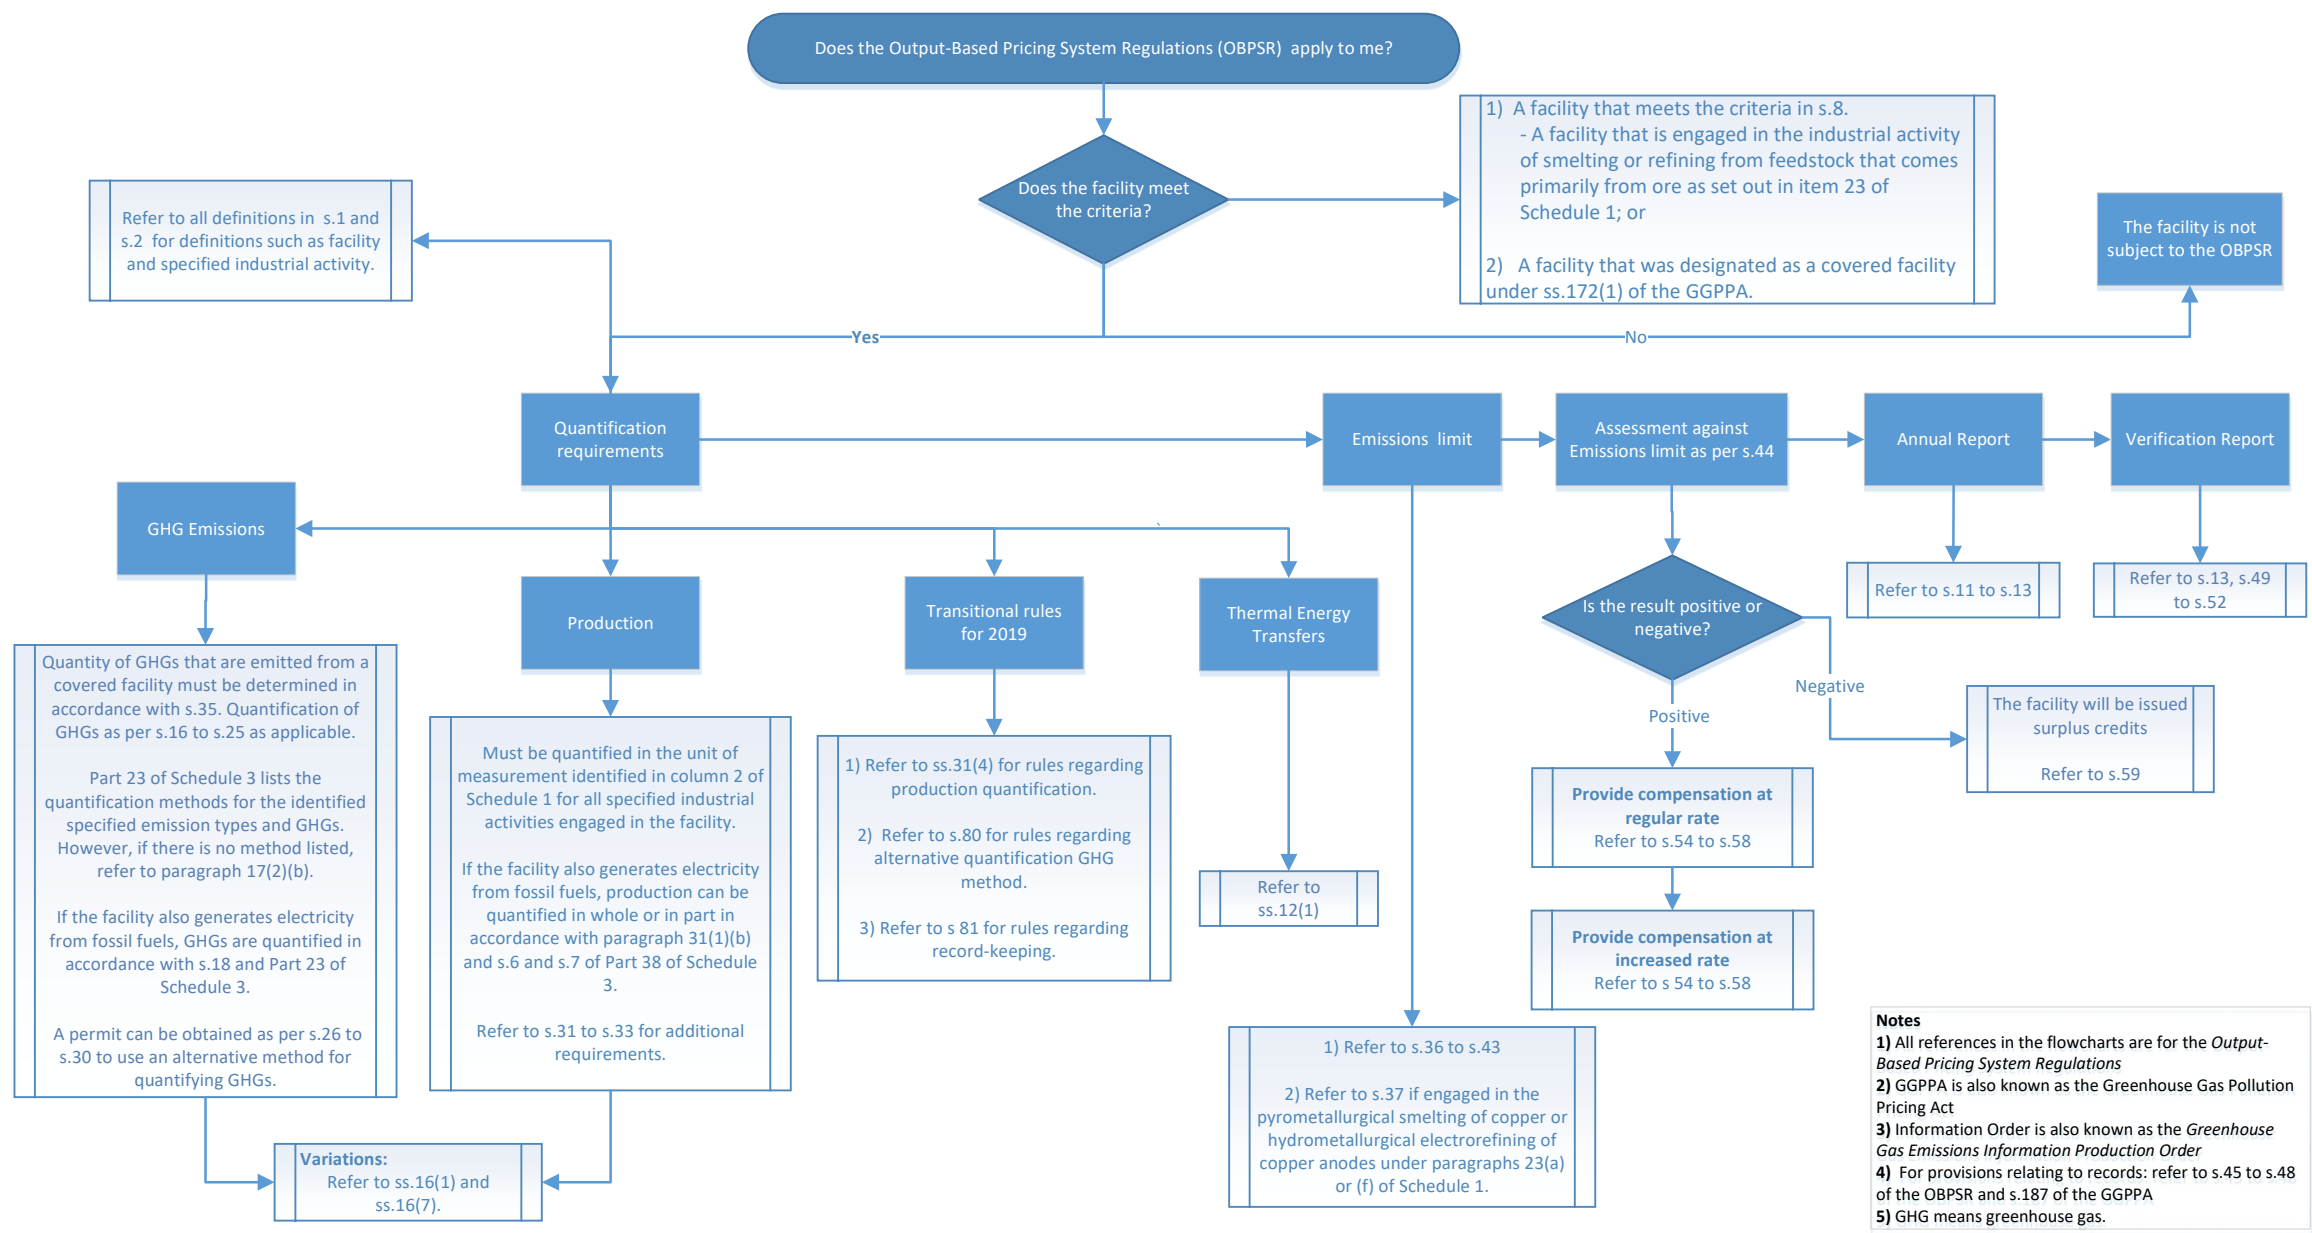 Does the Output-Based Pricing System Regulations (OBPSR) apply to me?
Does the facility meet
the criteria?
1) A facility that meets the criteria in s.8.
- A facility that is engaged in the industrial activity
of smelting or refining from feedstock that comes
primarily from ore as set out in item 23 of
Schedule 1; or
2) A facility that was designated as a covered facility
under ss.172(1) of the GGPPA.
Refer to all definitions in s.1 and
s.2 for definitions such as facility
and specified industrial activity.
The facility is not
subject to the OBPSR
Yes
No
Quantification
requirements
Emissions limit
Assessment against
Emissions limit as per s.44
Annual Report
Verification Report
GHG Emissions
Production
Transitional rules
for 2019
Thermal Energy
Transfers
`
Is the result positive or
negative?
Refer to s.11 to s.13
Refer to s.13, s.49
to s.52
Quantity of GHGs that are emitted from a
covered facility must be determined in
accordance with s.35. Quantification of
GHGs as per s.16 to s.25 as applicable.
Part 23 of Schedule 3 lists the
quantification methods for the identified
specified emission types and GHGs.
However, if there is no method listed,
refer to paragraph 17(2)(b).
If the facility also generates electricity
from fossil fuels, GHGs are quantified in
accordance with s.18 and Part 23 of
Schedule 3.
A permit can be obtained as per s.26 to
s.30 to use an alternative method for
quantifying GHGs.
Must be quantified in the unit of
measurement identified in column 2 of
Schedule 1 for all specified industrial
activities engaged in the facility.
If the facility also generates electricity
from fossil fuels, production can be
quantified in whole or in part in
accordance with paragraph 31(1)(b)
and s.6 and s.7 of Part 38 of Schedule
3.
Refer to s.31 to s.33 for additional
requirements.
1) Refer to ss.31(4) for rules regarding
production quantification.
2) Refer to s.80 for rules regarding
alternative quantification GHG
method.
3) Refer to s 81 for rules regarding
record-keeping.
Refer to
ss.12(1)
Negative
Positive
The facility will be issued
surplus credits
Refer to s.59
Provide compensation at
regular rate
Refer to s.54 to s.58
Provide compensation at
increased rate
Refer to s 54 to s.58
1) Refer to s.36 to s.43
2) Refer to s.37 if engaged in the
pyrometallurgical smelting of copper or
hydrometallurgical electrorefining of
copper anodes under paragraphs 23(a)
or (f) of Schedule 1.
Variations:
Refer to ss.16(1) and
ss.16(7).
Notes
1) All references in the flowcharts are for the Output-
Based Pricing System Regulations
2) GGPPA is also known as the Greenhouse Gas Pollution
Pricing Act
3) Information Order is also known as the Greenhouse
Gas Emissions Information Production Order
4) For provisions relating to records: refer to s.45 to s.48
of the OBPSR and s.187 of the GGPPA
5) GHG means greenhouse gas.